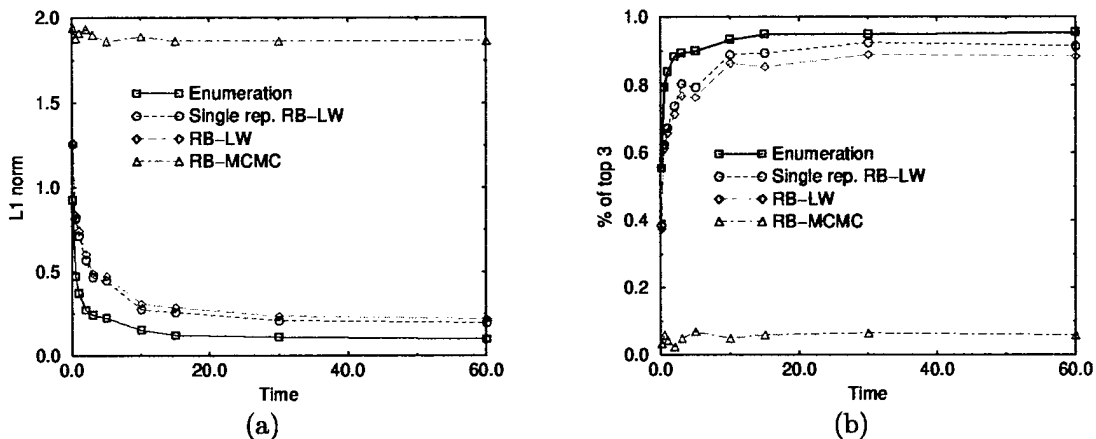 2.0
1.5
1.0
0.5
0.0
L1 norm
Enumeration
Single rep. RB-LW
RB-LW
RB-MCMC
0.0
20.0
40.0
60.0
Time
(a)
1.0
0.8
0.6
0.4
0.2
0.0
% of top 3
Enumeration
Single rep. RB-LW
RB-LW
RB-MCMC
0.0
20.0
40.0
60.0
Time
(b)